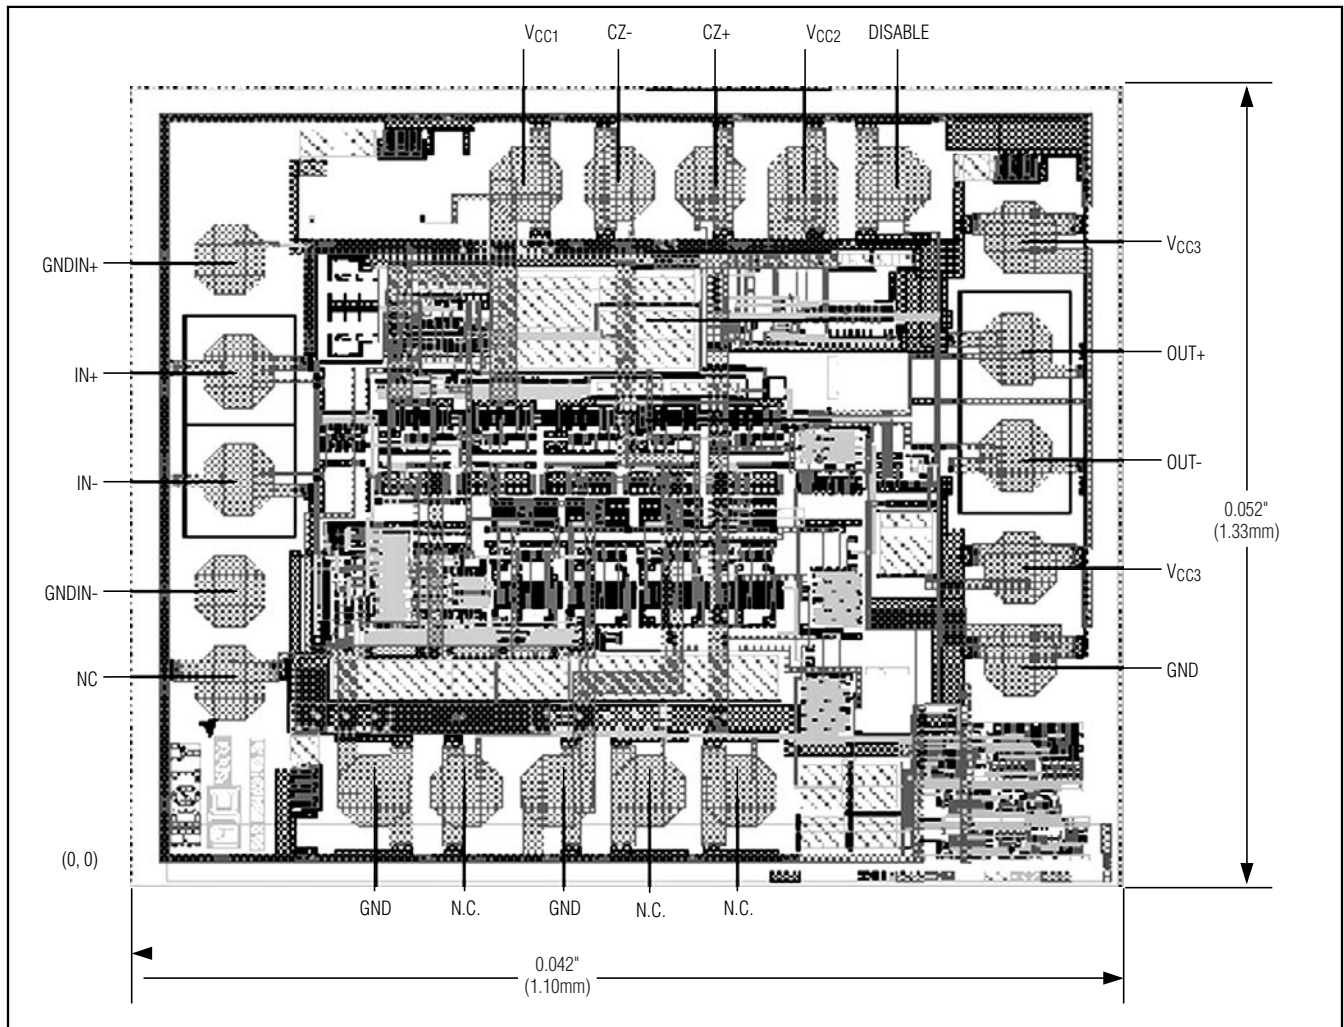 VCC1 CZ- CZ+ VCC2 DISABLE
GNDIN+
VCC3
IN+
OUT+
IN-
OUT-
0.052"
(1.33mm)
GNDIN-
VCC3
NC
GND
(0, 0)
GND N.C. GND N.C. N.C.
0.042"
(1.10mm)